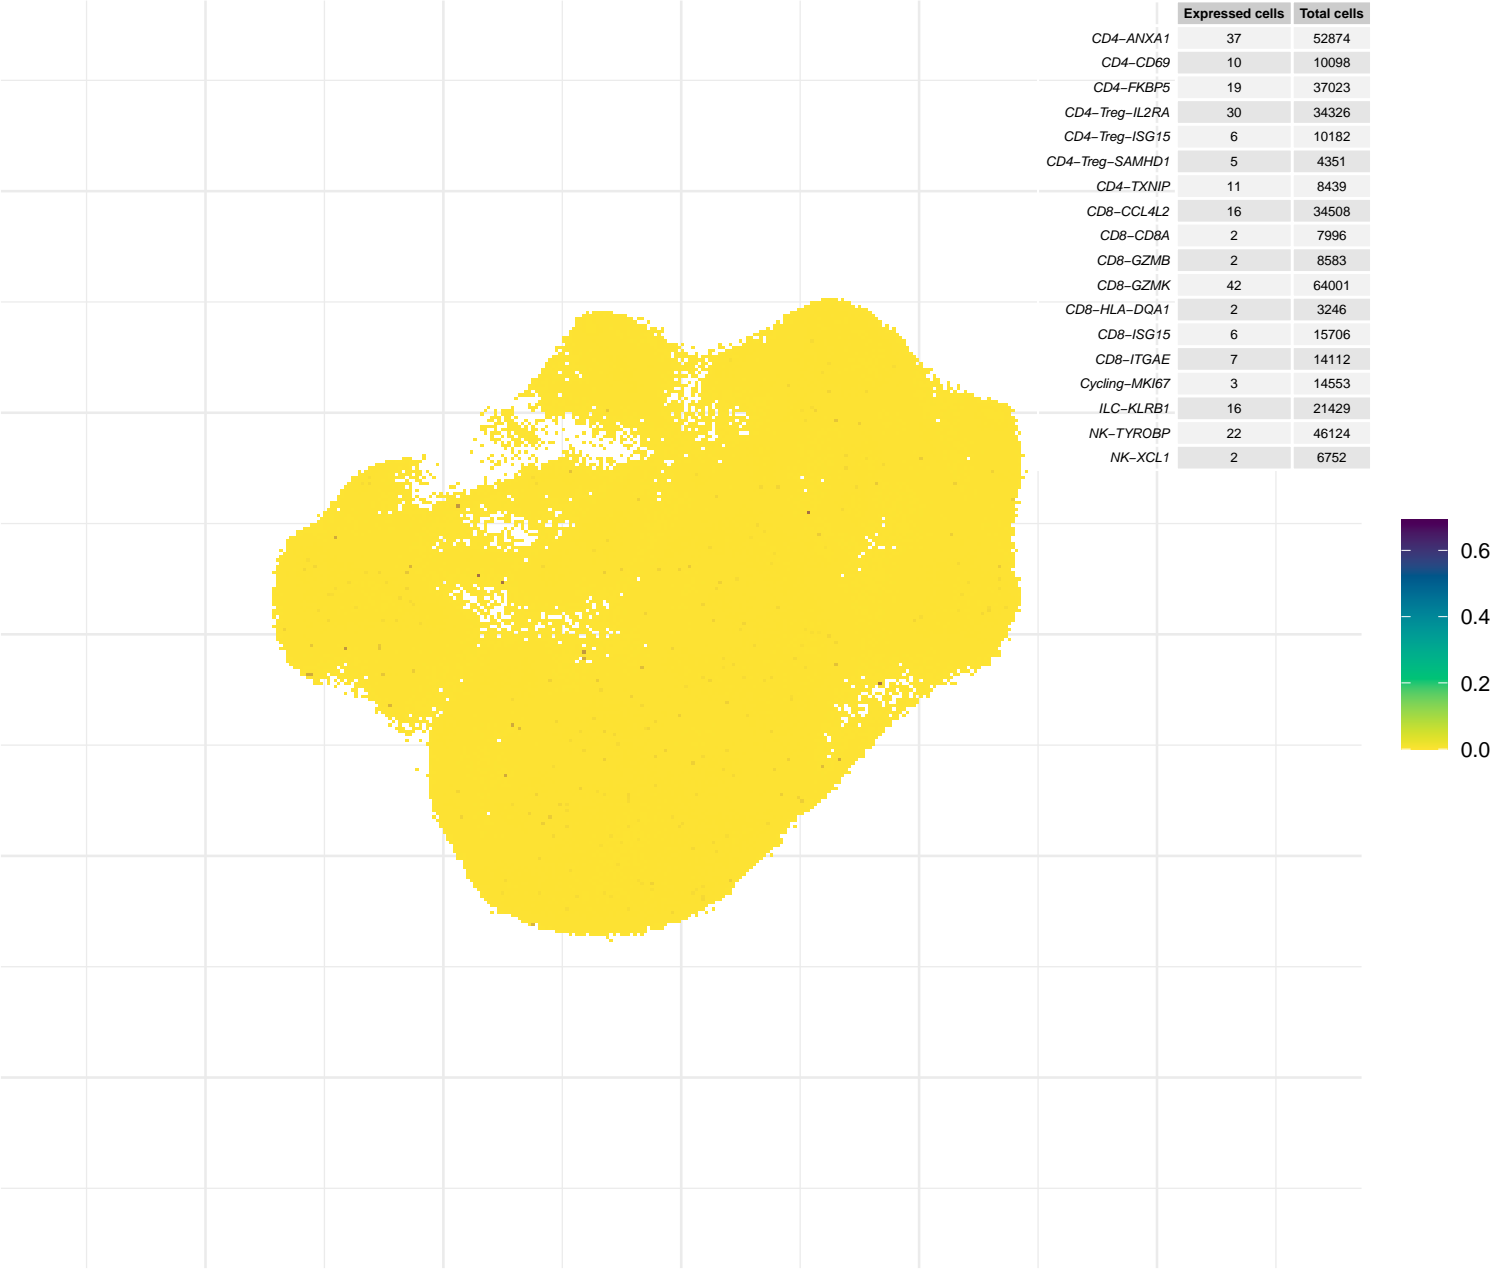 Expressed cells Total cells
CD4−ANXA1 37 52874
CD4−CD69 10 10098
CD4−FKBP5 19 37023
CD4−Treg−IL2RA 30 34326
CD4−Treg−ISG15 6 10182
CD4−Treg−SAMHD1 5 4351
CD4−TXNIP 11 8439
CD8−CCL4L2 16 34508
CD8−CD8A 2 7996
CD8−GZMB 2 8583
CD8−GZMK 42 64001
CD8−HLA−DQA1 2 3246
CD8−ISG15 6 15706
CD8−ITGAE 7 14112
Cycling−MKI67 3 14553
ILC−KLRB1 16 21429
NK−TYROBP 22 46124
NK−XCL1 2 6752
0.6
0.4
0.2
0.0